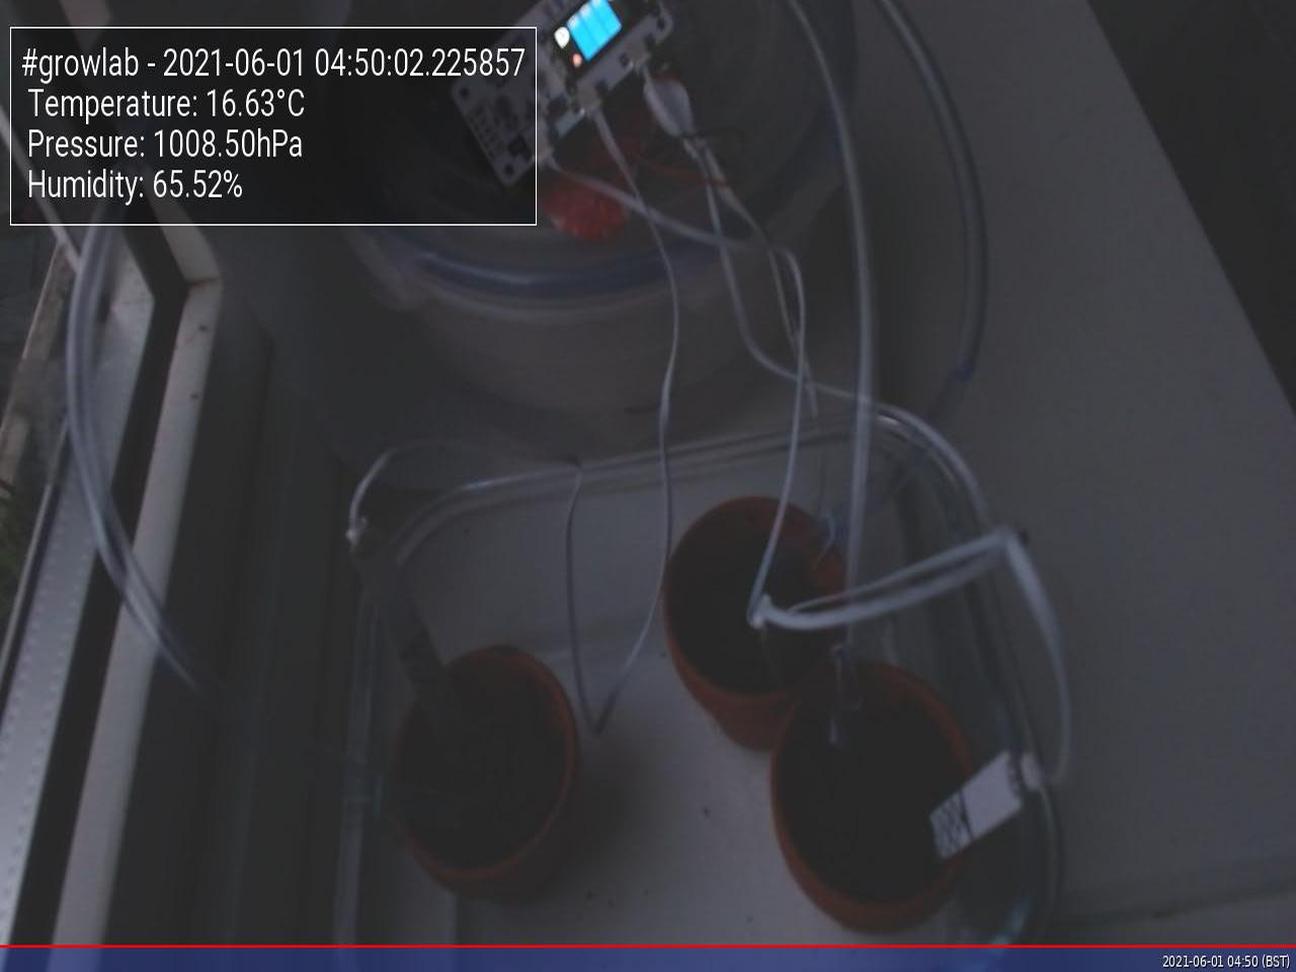 #growlab - 2021-06-01 04:50:02.225857
Temperature: 16.63°C
Pressure: 1008.50hPa
Humidity: 65.52%
2021-06-01 04:50 (BST)